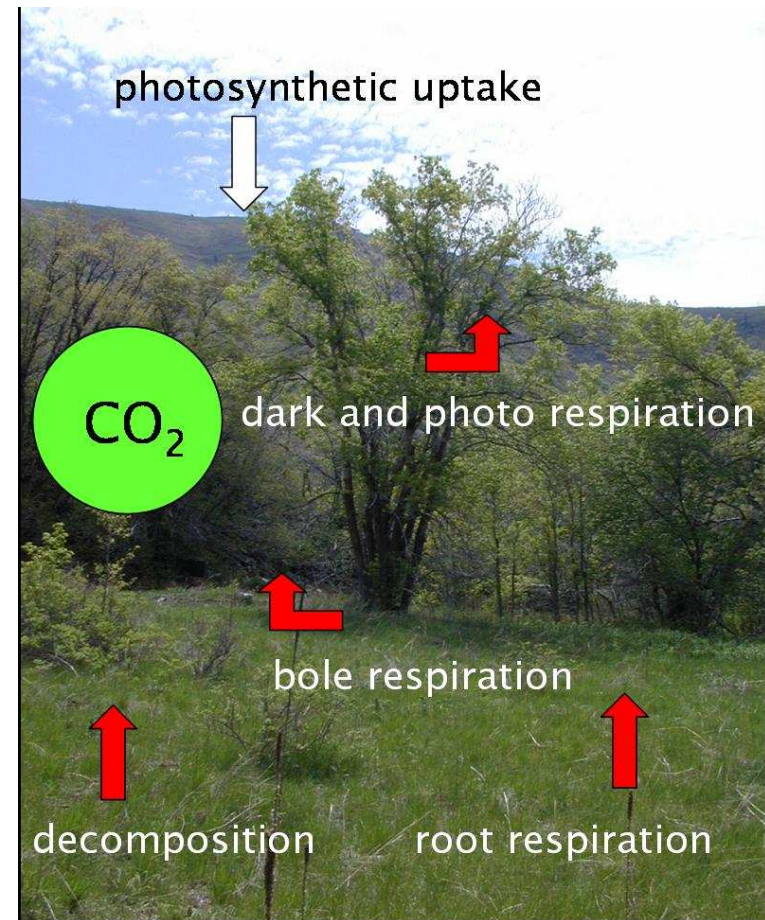 photosynthetic uptake
CO₂
dark and photo respiration
bole respiration
decomposition
root respiration